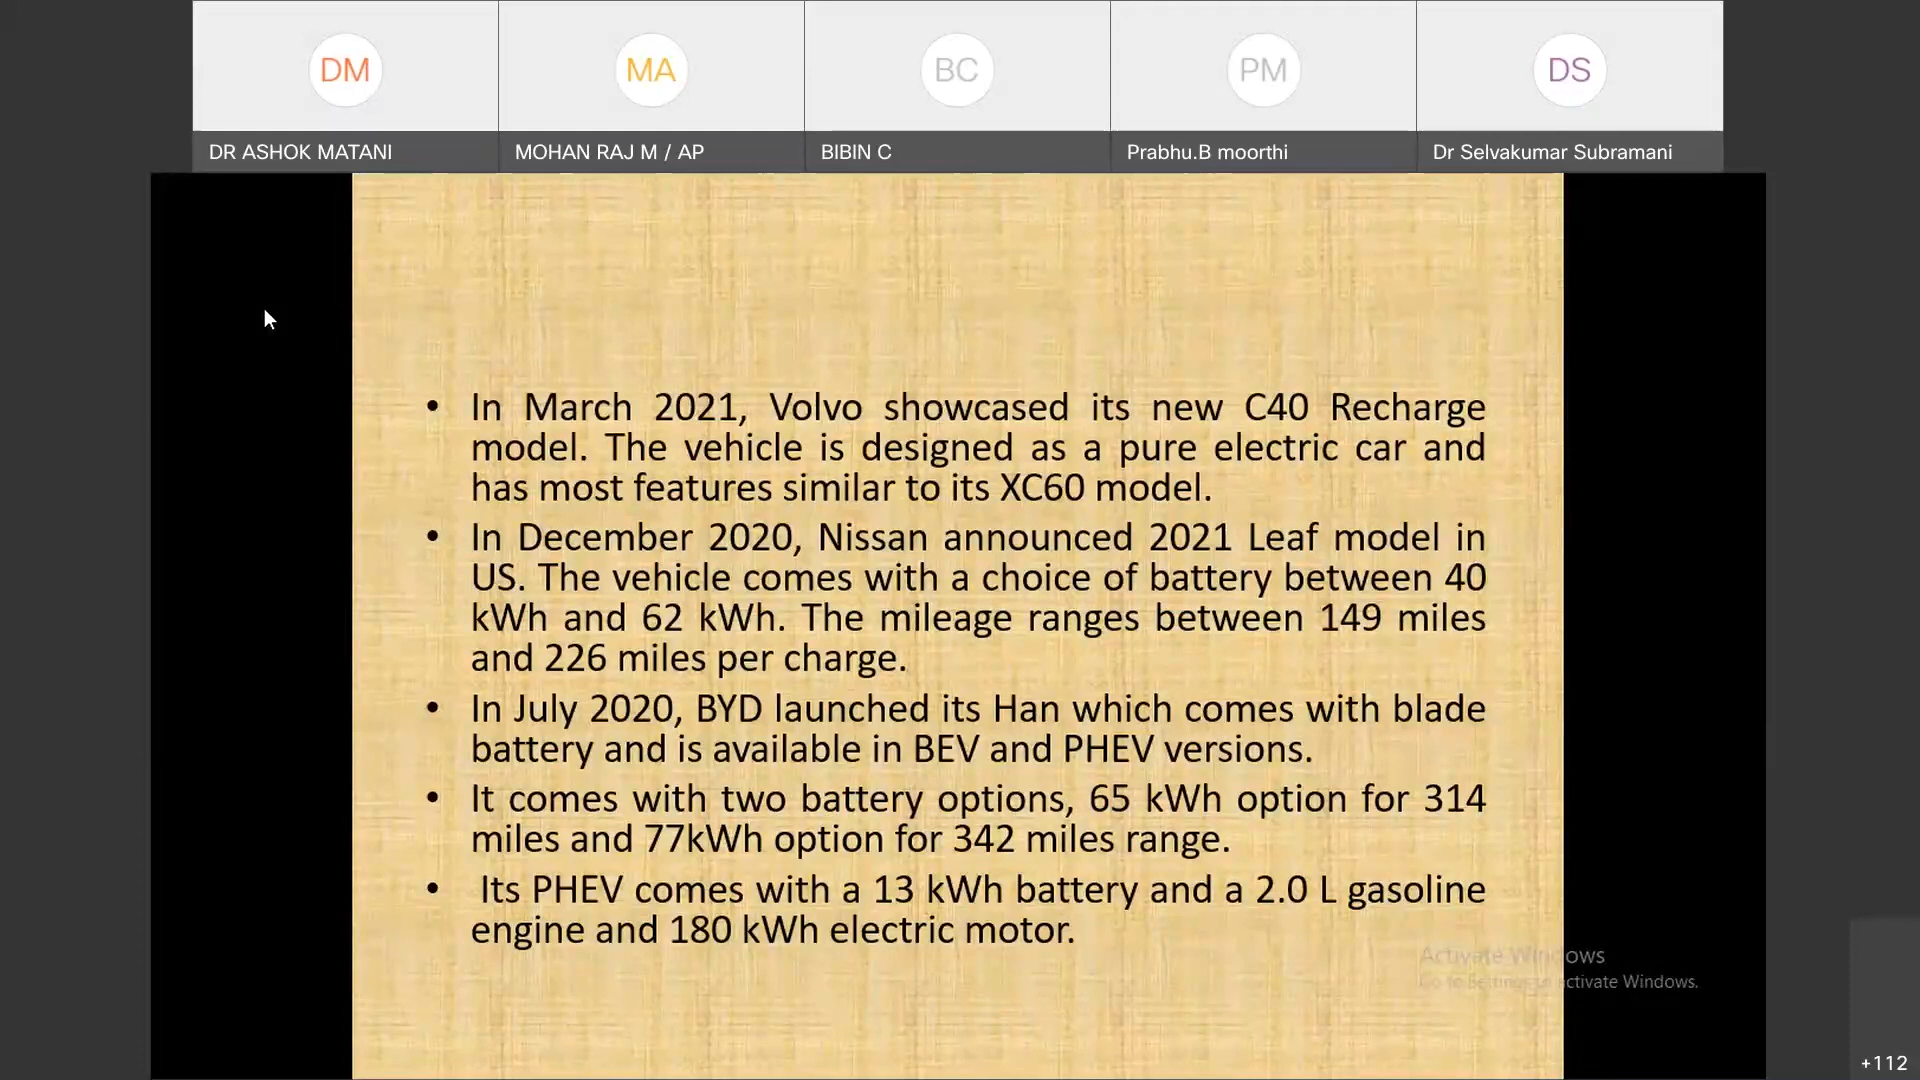 DM
MA
BC
PM
DS
DR ASHOK MATANI
MOHAN RAJ M / AP
BIBIN C
Prabhu.B moorthi
Dr Selvakumar Subramani
• In March 2021, Volvo showcased its new C40 Recharge
model. The vehicle is designed as a pure electric car and
has most features similar to its XC60 model.
• In December 2020, Nissan announced 2021 Leaf model in
US. The vehicle comes with a choice of battery between 40
kWh and 62 kWh. The mileage ranges between 149 miles
and 226 miles per charge.
• In July 2020, BYD launched its Han which comes with blade
battery and is available in BEV and PHEV versions.
• It comes with two battery options, 65 kWh option for 314
miles and 77kWh option for 342 miles range.
• Its PHEV comes with a 13 kWh battery and a 2.0 L gasoline
engine and 180 kWh electric motor.
Activate Windows
Go to Settings to activate Windows.
+112